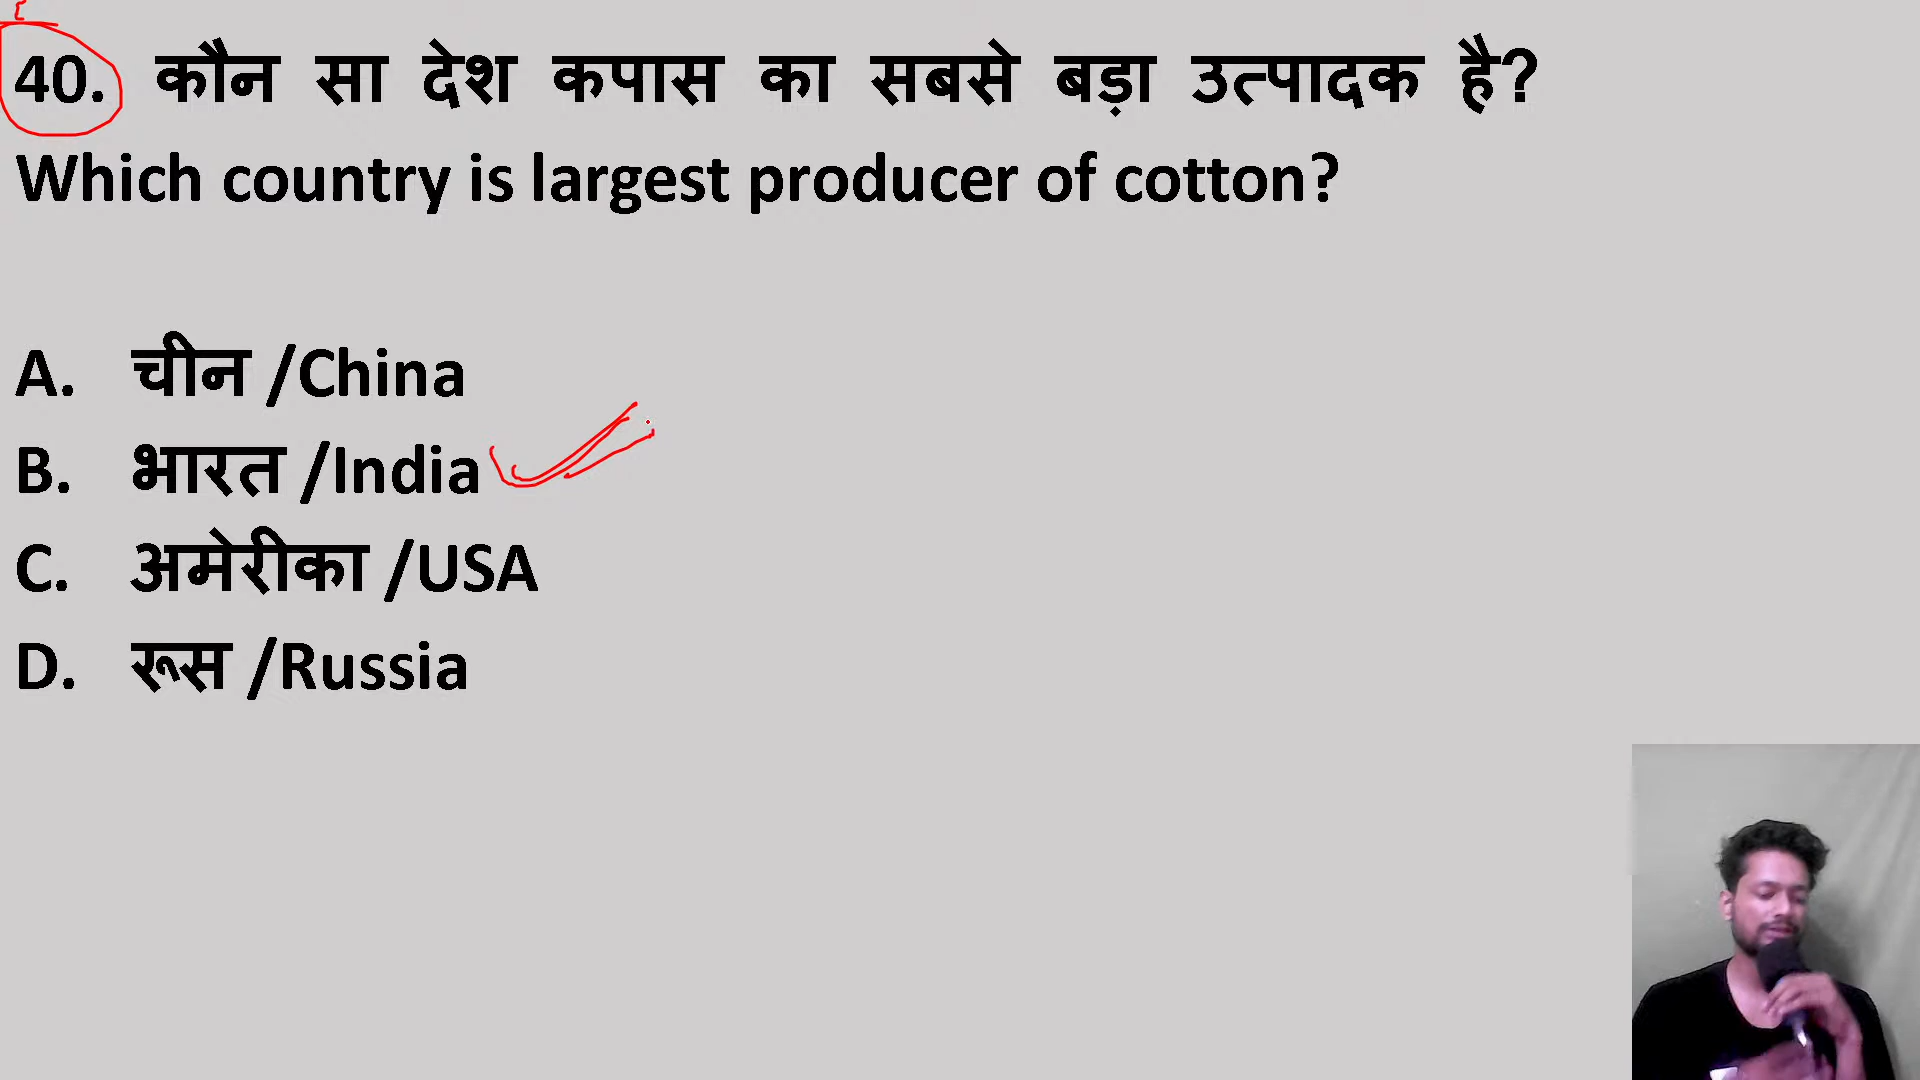 40. कौन सा देश कपास का सबसे बड़ा उत्पादक है?
Which country is largest producer of cotton?
A. चीन /China
B. भारत /India
C. अमेरीका /USA
D. रूस /Russia